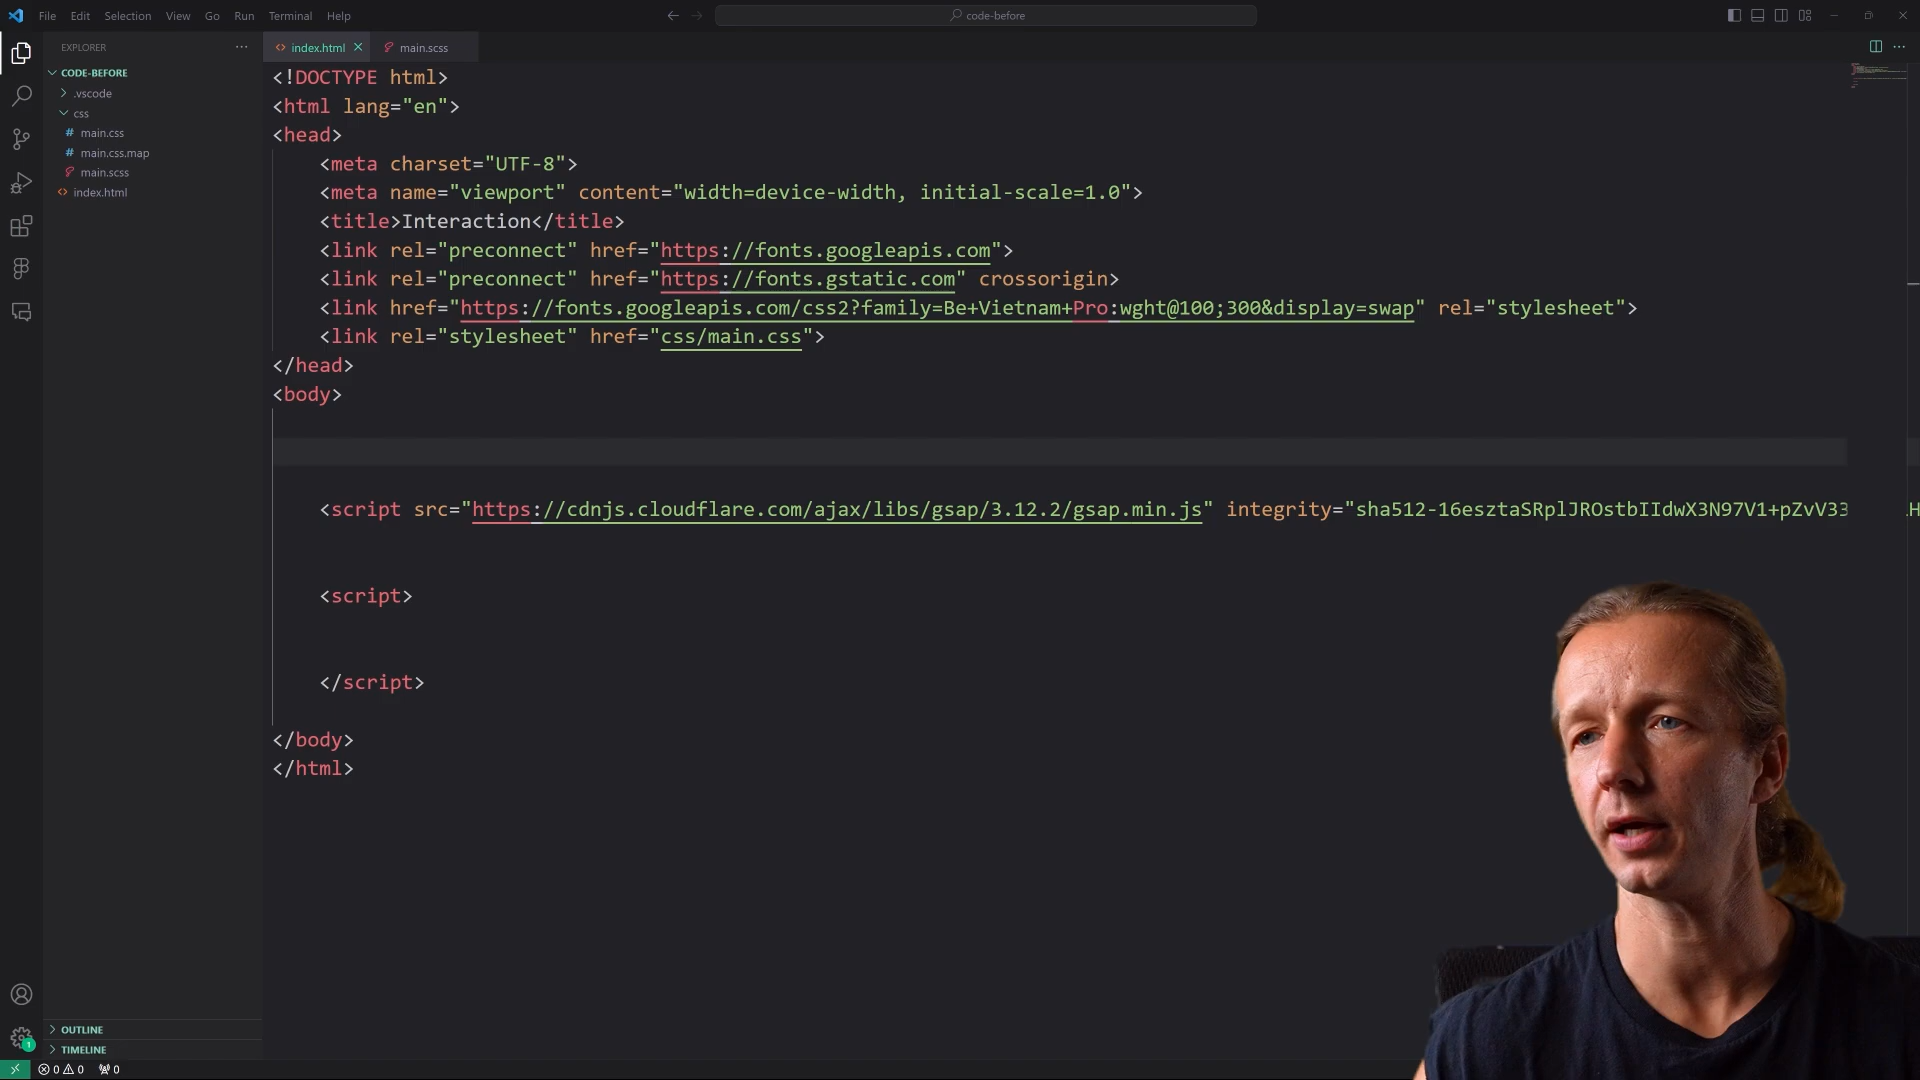 File Edit Selection View Go Run Terminal Help
code-before
EXPLORER
CODE-BEFORE
.vscode
css
# main.css
# main.css.map
main.scss
<> index.html
OUTLINE
TIMELINE
<> index.html
main.scss
<!DOCTYPE html>
<html lang="en">
<head>
<meta charset="UTF-8">
<meta name="viewport" content="width=device-width, initial-scale=1.0">
<title>Interaction</title>
<link rel="preconnect" href="https://fonts.googleapis.com">
<link rel="preconnect" href="https://fonts.gstatic.com" crossorigin>
<link href="https://fonts.googleapis.com/css2?family=Be+Vietnam+Pro:wght@100;300&display=swap" rel="stylesheet">
<link rel="stylesheet" href="css/main.css">
</head>
<body>
<script src="https://cdnjs.cloudflare.com/ajax/libs/gsap/3.12.2/gsap.min.js" integrity="sha512-16esztaSRplJROstbIIdwX3N97V1+pZvV33
<script>
</script>
</body>
</html>
1
0 0 0